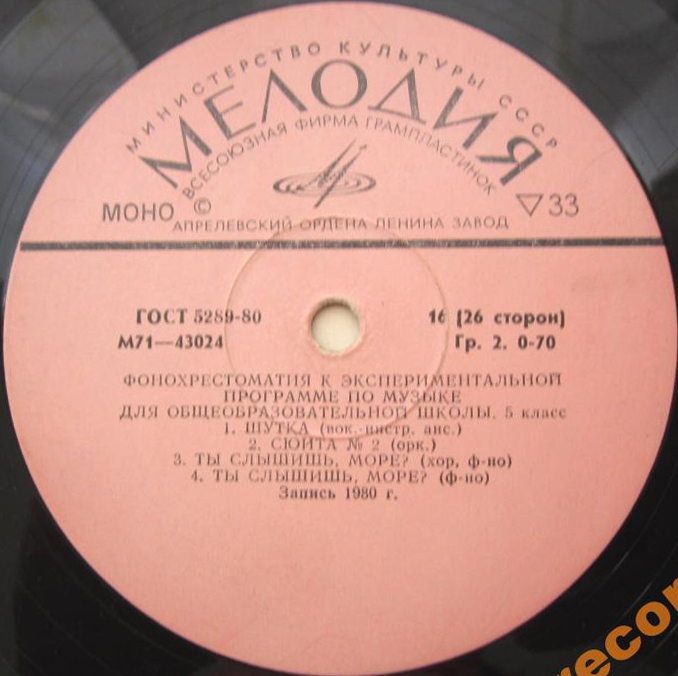 МИНИСТЕРСТВО КУЛЬТУРЫ СССР
МЕЛОДИЯ
ВСЕСОЮЗНАЯ ФИРМА ГРАМПЛАСТИНОК
МОНО © ▽ 33
АПРЕЛЕВСКИЙ ОРДЕНА ЛЕНИНА ЗАВОД
ГОСТ 5289-80 16 (26 сторон)
М71—43024 Гр. 2. 0-70
ФОНОХРЕСТОМАТИЯ К ЭКСПЕРИМЕНТАЛЬНОЙ
ПРОГРАММЕ ПО МУЗЫКЕ
ДЛЯ ОБЩЕОБРАЗОВАТЕЛЬНОЙ ШКОЛЫ. 5 класс
1. ШУТКА (вок.-инстр. анс.)
2. СЮИТА № 2 (орк.)
3. ТЫ СЛЫШИШЬ, МОРЕ? (хор, ф-но)
4. ТЫ СЛЫШИШЬ, МОРЕ? (ф-но)
Запись 1980 г.